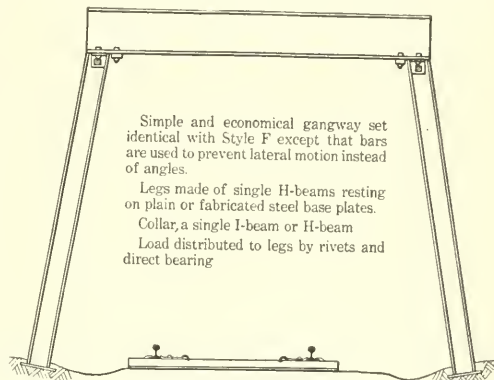 Simple and economical gangway set
identical with Style F except that bars
are used to prevent lateral motion instead
of angles.
Legs made of single H-beams resting
on plain or fabricated steel base plates.
Collar, a single I-beam or H-beam
Load distributed to legs by rivets and
direct bearing